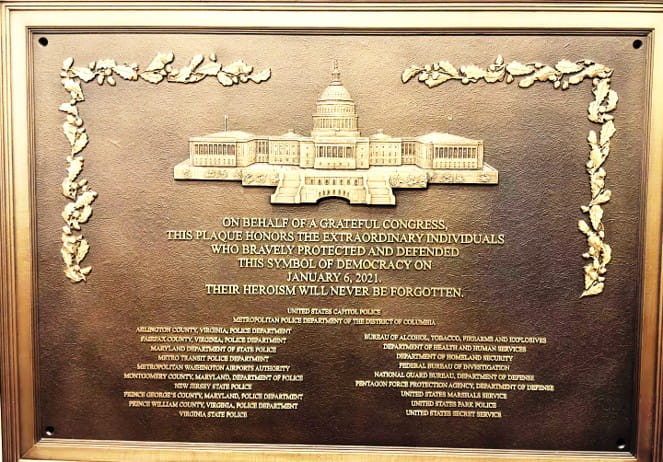 ON BEHALF OF A GRATEFUL CONGRESS,
THIS PLAQUE HONORS THE EXTRAORDINARY INDIVIDUALS
WHO BRAVELY PROTECTED AND DEFENDED
THIS SYMBOL OF DEMOCRACY ON
JANUARY 6, 2021.
THEIR HEROISM WILL NEVER BE FORGOTTEN.
UNITED STATES CAPITOL POLICE
METROPOLITAN POLICE DEPARTMENT OF THE DISTRICT OF COLUMBIA
ARLINGTON COUNTY, VIRGINIA, POLICE DEPARTMENT
FAIRFAX COUNTY, VIRGINIA, POLICE DEPARTMENT
MARYLAND DEPARTMENT OF STATE POLICE
METRO TRANSIT POLICE DEPARTMENT
METROPOLITAN WASHINGTON AIRPORTS AUTHORITY
MONTGOMERY COUNTY, MARYLAND, DEPARTMENT OF POLICE
NEW JERSEY STATE POLICE
PRINCE GEORGE'S COUNTY, MARYLAND, POLICE DEPARTMENT
PRINCE WILLIAM COUNTY, VIRGINIA, POLICE DEPARTMENT
VIRGINIA STATE POLICE
BUREAU OF ALCOHOL, TOBACCO, FIREARMS AND EXPLOSIVES
DEPARTMENT OF HEALTH AND HUMAN SERVICES
DEPARTMENT OF HOMELAND SECURITY
FEDERAL BUREAU OF INVESTIGATION
NATIONAL GUARD BUREAU, DEPARTMENT OF DEFENSE
PENTAGON FORCE PROTECTION AGENCY, DEPARTMENT OF DEFENSE
UNITED STATES MARSHALS SERVICE
UNITED STATES PARK POLICE
UNITED STATES SECRET SERVICE